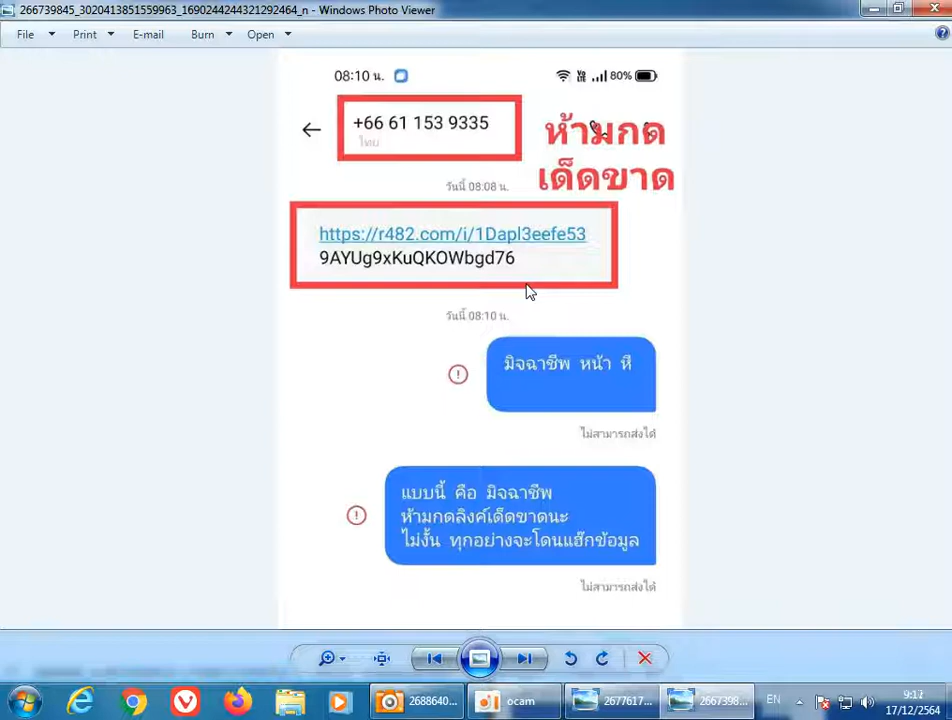 266739845_3020413851559963_1690244244321292464_n - Windows Photo Viewer
File Print E-mail Burn Open
08:10 น. 80%
+66 61 153 9335
ไทย
ห้ามกด
เด็ดขาด
วันนี้ 08:08 น.
https://r482.com/i/1Dapl3eefe53
9AYUg9xKuQKOWbgd76
วันนี้ 08:10 น.
มิจฉาชีพ หน้า หี
ไม่สามารถส่งได้
แบบนี้ คือ มิจฉาชีพ
ห้ามกดลิงค์เด็ดขาดนะ
ไม่งั้น ทุกอย่างจะโดนแฮ๊กข้อมูล
ไม่สามารถส่งได้
2688640... ocam 2677617... 2667398... EN 9:17
17/12/2564